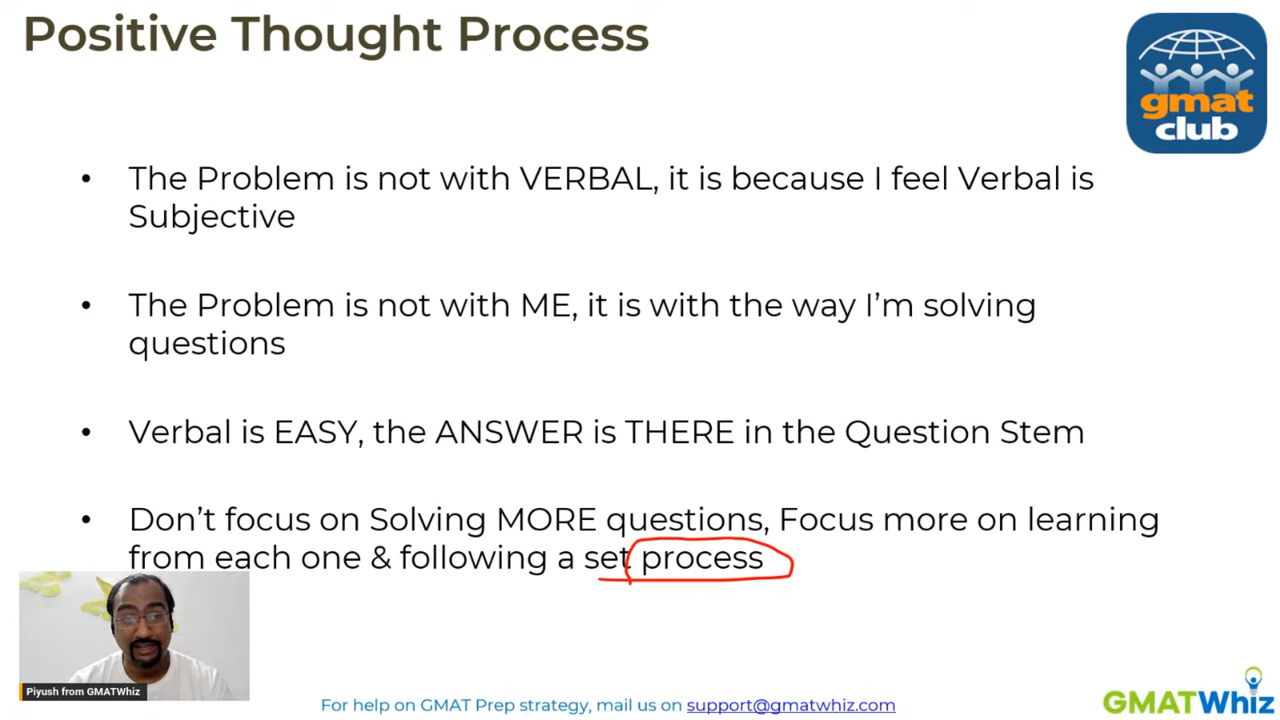 Positive Thought Process
gmat
club
• The Problem is not with VERBAL, it is because I feel Verbal is
Subjective
• The Problem is not with ME, it is with the way I’m solving
questions
• Verbal is EASY, the ANSWER is THERE in the Question Stem
• Don’t focus on Solving MORE questions, Focus more on learning
from each one & following a set process
Piyush from GMATWhiz
For help on GMAT Prep strategy, mail us on support@gmatwhiz.com
GMATWhiz